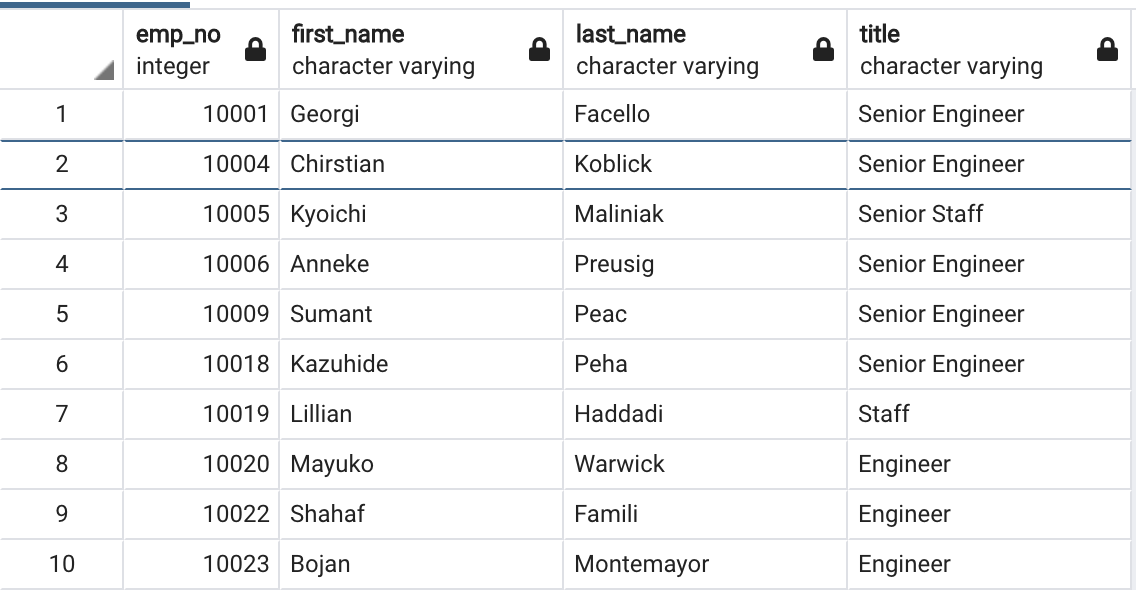 emp_no first_name last_name title
integer character varying character varying character varying
1 10001 Georgi Facello Senior Engineer
2 10004 Chirstian Koblick Senior Engineer
3 10005 Kyoichi Maliniak Senior Staff
4 10006 Anneke Preusig Senior Engineer
5 10009 Sumant Peac Senior Engineer
6 10018 Kazuhide Peha Senior Engineer
7 10019 Lillian Haddadi Staff
8 10020 Mayuko Warwick Engineer
9 10022 Shahaf Famili Engineer
10 10023 Bojan Montemayor Engineer